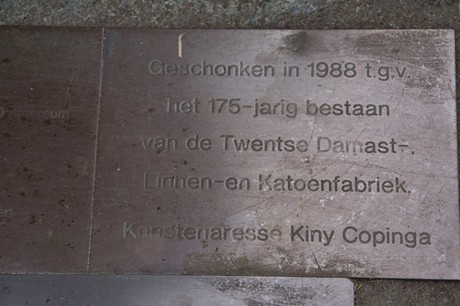 Geschonken in 1988 t.g.v.
het 175-jarig bestaan
van de Twentse Damast-,
Linnen-en Katoenfabriek.
Kunstenaresse Kiny Copinga